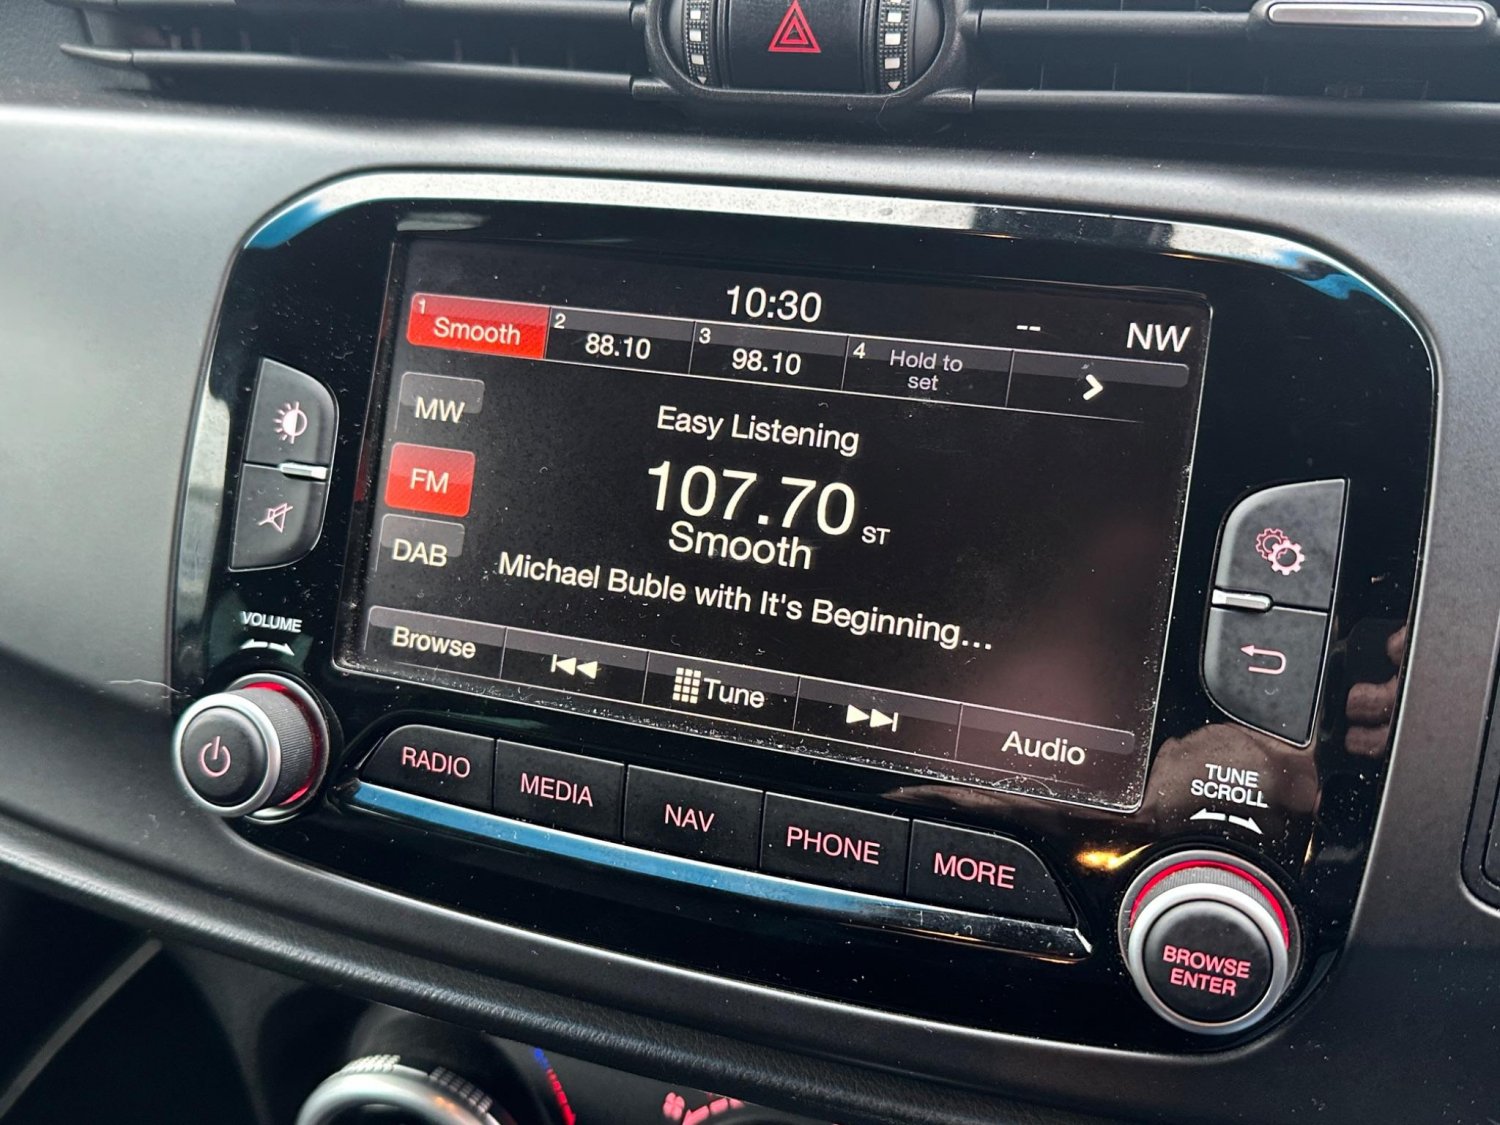 10:30
-- NW
1 Smooth
2 88.10
3 98.10
4 Hold to
set
MW
FM
DAB
Easy Listening
107.70 ST
Smooth
Michael Buble with It's Beginning...
Browse
Tune
Audio
VOLUME
RADIO
MEDIA
NAV
PHONE
MORE
TUNE
SCROLL
BROWSE
ENTER